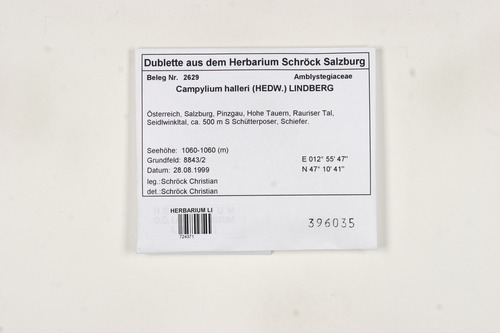 Dublette aus dem Herbarium Schröck Salzburg
Beleg Nr. 2629 Amblystegiaceae
Campylium halleri (HEDW.) LINDBERG
Österreich, Salzburg, Pinzgau, Hohe Tauern, Rauriser Tal,
Seidlwinkltal, ca. 500 m S Schütterposer, Schiefer.
Seehöhe: 1060-1060 (m)
Grundfeld: 8843/2 E 012° 55' 47"
Datum: 28.08.1999 N 47° 10' 41"
leg.:Schröck Christian
det.:Schröck Christian
HERBARIUM LI
724371
396035